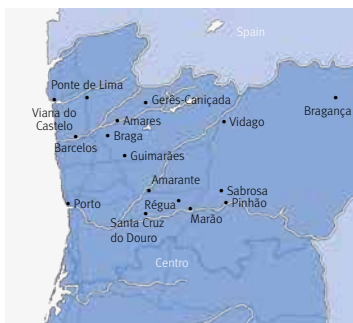 Spain
Ponte de Lima
Gerês-Caniçada
Bragança
Viana do
Castelo
Amares
Vidago
Braga
Barcelos
Guimarães
Amarante
Sabrosa
Porto
Régua
Pinhão
Marão
Santa Cruz
do Douro
Centro